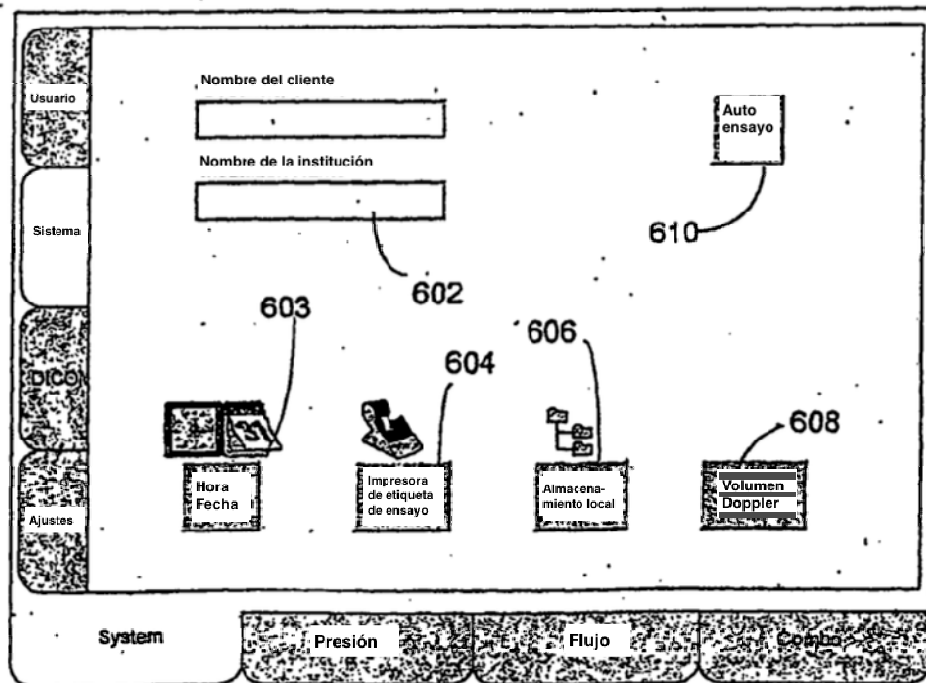 Usuario
Nombre del cliente
Auto
ensayo
Nombre de la institución
Sistema
610
602
603
606
604
608
DICOM
Hora
Fecha
Impresora
de etiqueta
de ensayo
Almacena-
miento local
Volumen
Doppler
Ajustes
System
Presión
Flujo
Combo